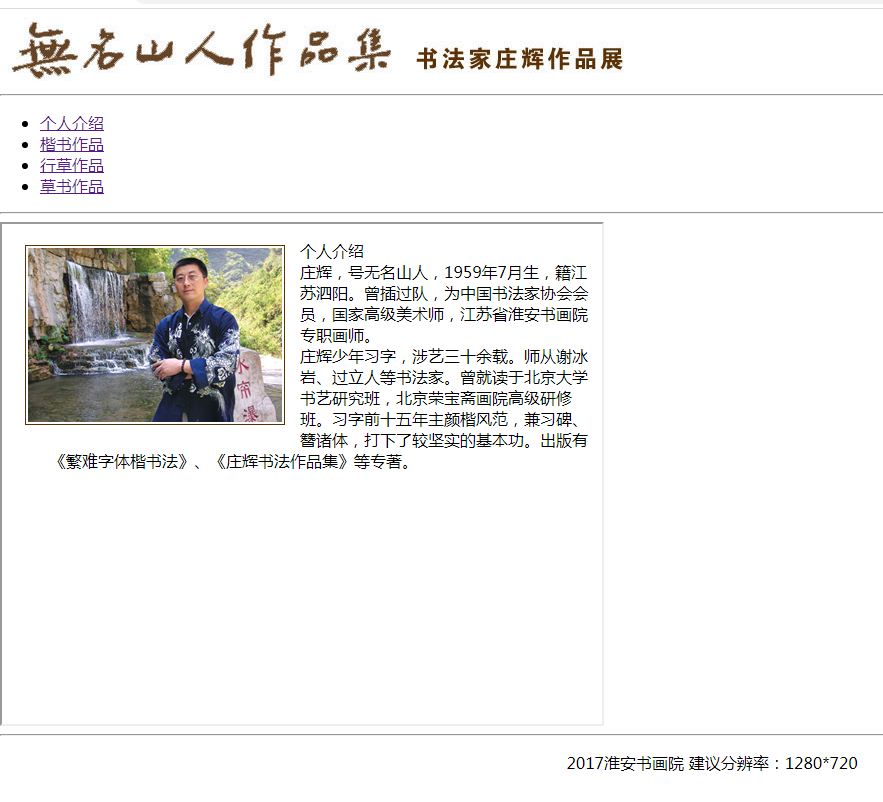 無名山人作品集 书法家庄辉作品展
个人介绍
楷书作品
行草作品
草书作品
个人介绍
庄辉，号无名山人，1959年7月生，籍江
苏泗阳。曾插过队，为中国书法家协会会
员，国家高级美术师，江苏省淮安书画院
专职画师。
庄辉少年习字，涉艺三十余载。师从谢冰
岩、过立人等书法家。曾就读于北京大学
书艺研究班，北京荣宝斋画院高级研修
班。习字前十五年主颜楷风范，兼习碑、
簪诸体，打下了较坚实的基本功。出版有
《繁难字体楷书法》、《庄辉书法作品集》等专著。
水帘瀑
2017淮安书画院 建议分辨率：1280*720